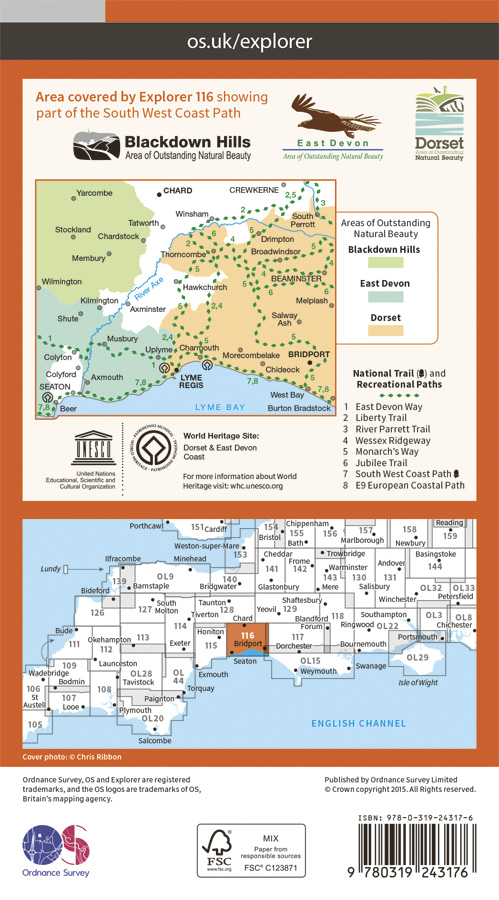 os.uk/explorer
Area covered by Explorer 116 showing
part of the South West Coast Path
Blackdown Hills
Area of Outstanding Natural Beauty
East Devon
Area of Outstanding Natural Beauty
Dorset
Area of Outstanding
Natural Beauty
Yarcombe
CHARD
CREWKERNE
2,5
3
Winsham
2
South
Perrott
Tatworth
Stockland
Chardstock
Drimpton
Broadwindsor
Membury
Thorncombe
Wilmington
Hawkchurch
BEAMINSTER
River Axe
Kilmington
Axminster
Melplash
Shute
Salway
Ash
Musbury
Uplyme
Charmouth
Colyton
Morecombelake
BRIDPORT
Colyford
LYME
REGIS
Chideock
SEATON
Axmouth
West Bay
Beer
LYME BAY
Burton Bradstock
Areas of Outstanding
Natural Beauty
Blackdown Hills
East Devon
Dorset
National Trail () and
Recreational Paths
1 East Devon Way
2 Liberty Trail
3 River Parrett Trail
4 Wessex Ridgeway
5 Monarch's Way
6 Jubilee Trail
7 South West Coast Path
8 E9 European Coastal Path
UNESCO
United Nations
Educational, Scientific and
Cultural Organization
World Heritage Site:
Dorset & East Devon
Coast
For more information about World
Heritage visit: whc.unesco.org
Porthcawl
151 Cardiff
154
Bristol
Chippenham
155
Bath
156
157
Marlborough
158
Newbury
Reading
159
Weston-super-Mare
153
Lundy
Ilfracombe
Minehead
Cheddar
141
Frome
142
Trowbridge
143
Warminster
130
Andover
131
Basingstoke
144
139
Barnstaple
OL9
140
Bridgwater
Glastonbury
Mere
Salisbury
Winchester
OL32
OL33
Petersfield
Bideford
126
127
South
Molton
Taunton
128
Yeovil
129
Shaftesbury
118
Southampton
OL3
OL8
Chichester
114
Tiverton
Chard
Blandford
Forum
Ringwood
OL22
Portsmouth
Bude
111
Okehampton
112
113
Exeter
Honiton
115
116
Bridport
117
Dorchester
Bournemouth
109
Launceston
Seaton
OL15
Weymouth
Swanage
OL29
Isle of Wight
Wadebridge
106
Bodmin
OL28
Tavistock
OL
44
Exmouth
Torquay
St
Austell
107
Looe
108
Plymouth
Paignton
OL20
105
Salcombe
ENGLISH CHANNEL
Cover photo: © Chris Ribbon
Ordnance Survey, OS and Explorer are registered
trademarks, and the OS logos are trademarks of OS,
Britain's mapping agency.
Published by Ordnance Survey Limited
© Crown copyright 2015. All Rights reserved
OS
Ordnance Survey
FSC
www.fsc.org
MIX
Paper from
responsible sources
FSC® C123871
ISBN: 978-0-319-24317-6
9 780319 243176